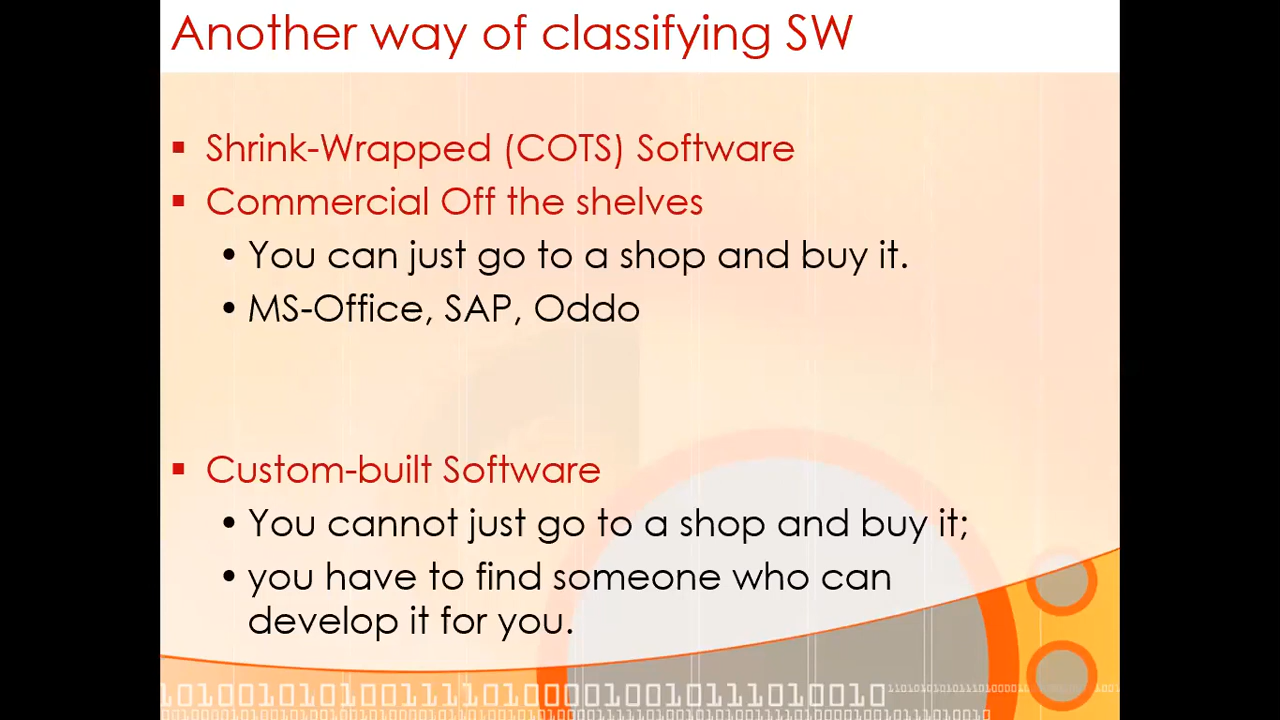 Another way of classifying SW
▪ Shrink-Wrapped (COTS) Software
▪ Commercial Off the shelves
• You can just go to a shop and buy it.
• MS-Office, SAP, Oddo
▪ Custom-built Software
• You cannot just go to a shop and buy it;
• you have to find someone who can
develop it for you.